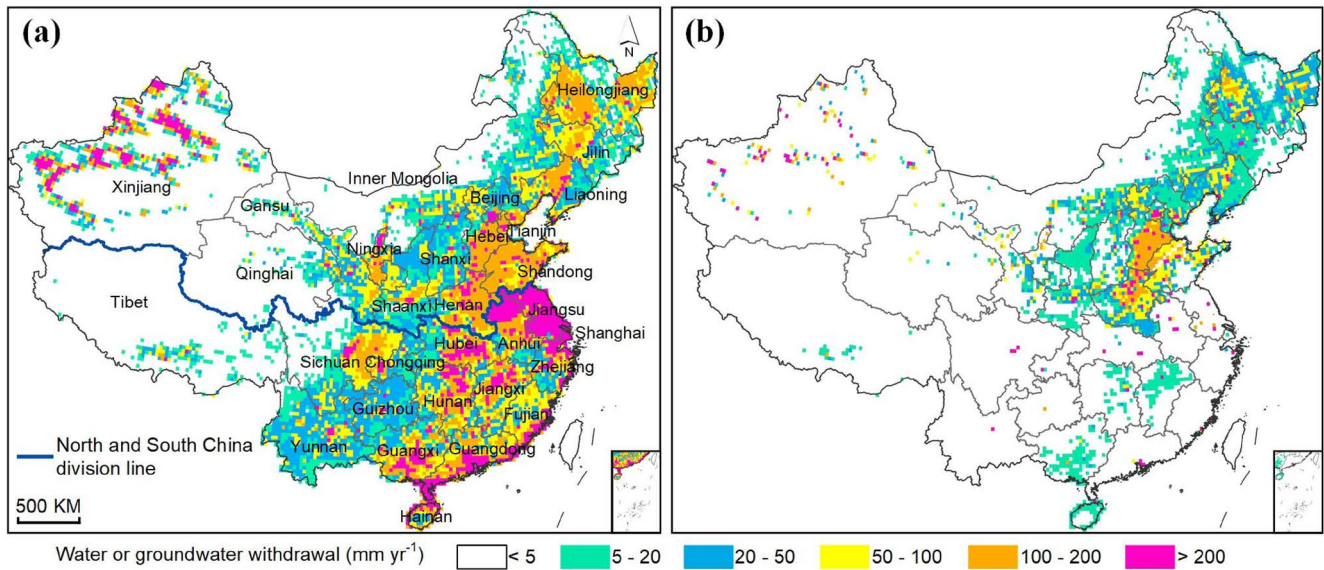 (a)
N
Heilongjiang
Jilin
Inner Mongolia
Xinjiang
Beijing
Liaoning
Gansu
Tianjin
Hebei
Ningxia
Shanxi
Qinghai
Shandong
Tibet
Shaanxi Henan
Jiangsu
Shanghai
Hubei Anhui
Sichuan Chongqing
Zhejiang
Jiangxi
Hunan
Guizhou
Fujian
Yunnan
Guangxi Guangdong
Hainan
North and South China
division line
500 KM
(b)
Water or groundwater withdrawal (mm yr⁻¹)
< 5
5 - 20
20 - 50
50 - 100
100 - 200
> 200